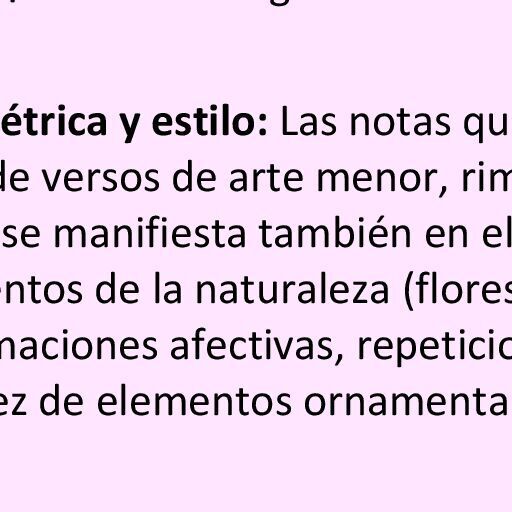 étrica y estilo: Las notas qu
de versos de arte menor, rim
se manifiesta también en el
entos de la naturaleza (flores
maciones afectivas, repeticio
ez de elementos ornamenta